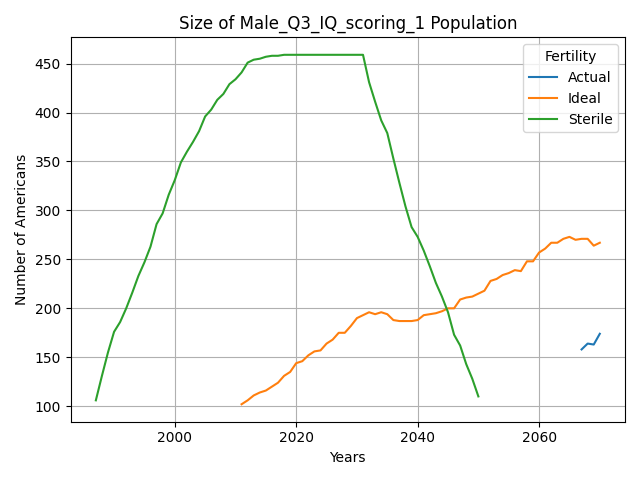 Size of Male_Q3_IQ_scoring_1 Population
Fertility
Actual
Ideal
Sterile
Number of Americans
450
400
350
300
250
200
150
100
2000
2020
2040
2060
Years